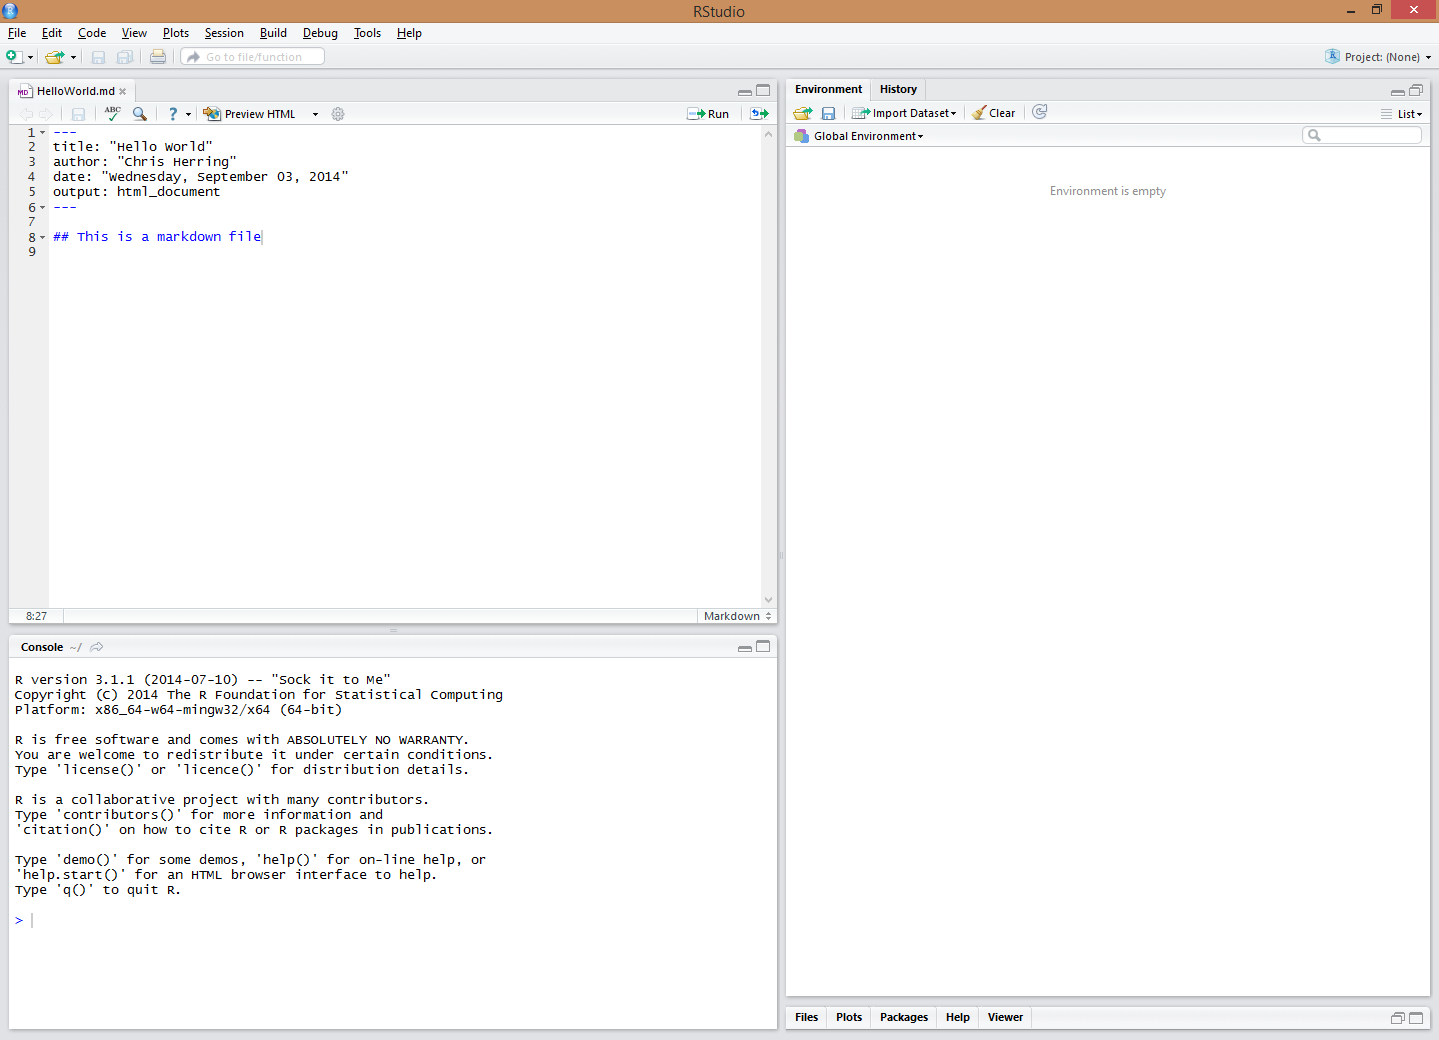 RStudio
File Edit Code View Plots Session Build Debug Tools Help
Go to file/function
Project: (None)
MD HelloWorld.md
ABC ? Preview HTML Run
1 ---
2 title: "Hello World"
3 author: "Chris Herring"
4 date: "Wednesday, September 03, 2014"
5 output: html_document
6 ---
7
8 ## This is a markdown file
9
8:27 Markdown
Console ~/
R version 3.1.1 (2014-07-10) -- "Sock it to Me"
Copyright (C) 2014 The R Foundation for Statistical Computing
Platform: x86_64-w64-mingw32/x64 (64-bit)
R is free software and comes with ABSOLUTELY NO WARRANTY.
You are welcome to redistribute it under certain conditions.
Type 'license()' or 'licence()' for distribution details.
R is a collaborative project with many contributors.
Type 'contributors()' for more information and
'citation()' on how to cite R or R packages in publications.
Type 'demo()' for some demos, 'help()' for on-line help, or
'help.start()' for an HTML browser interface to help.
Type 'q()' to quit R.
>
Environment History
Import Dataset Clear List
Global Environment
Environment is empty
Files Plots Packages Help Viewer